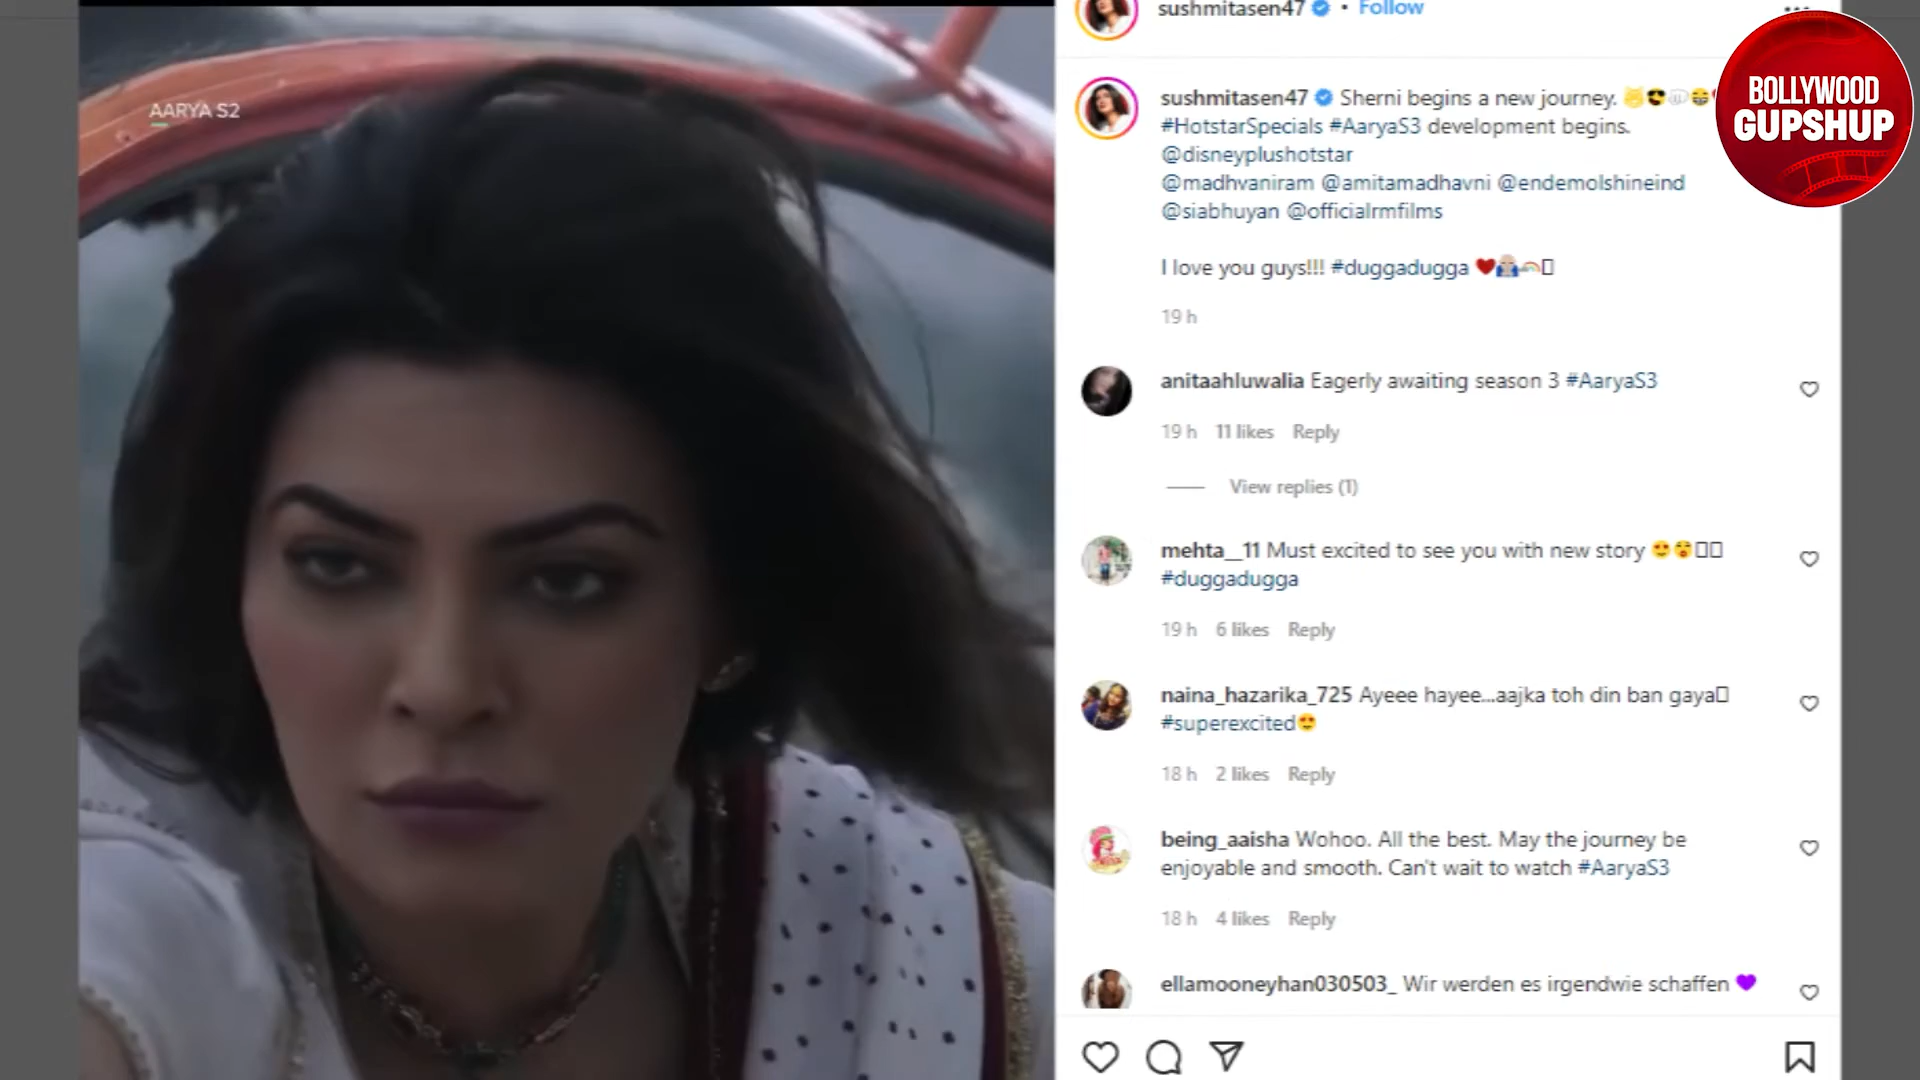 AARYA S2
sushmitasen47 • Follow
BOLLYWOOD
GUPSHUP
sushmitasen47 Sherni begins a new journey. 😎😁
#HotstarSpecials #AaryaS3 development begins.
@disneyplushotstar
@madhvaniram @amitamadhavni @endemolshineind
@siabhuyan @officialrmfilms
I love you guys!!! #duggadugga ❤
19 h
anitaahluwalia Eagerly awaiting season 3 #AaryaS3
19 h 11 likes Reply
View replies (1)
mehta__11 Must excited to see you with new story 😍
#duggadugga
19 h 6 likes Reply
naina_hazarika_725 Ayeee hayee...aajka toh din ban gaya
#superexcited😍
18 h 2 likes Reply
being_aaisha Wohoo. All the best. May the journey be
enjoyable and smooth. Can't wait to watch #AaryaS3
18 h 4 likes Reply
ellamooneyhan030503_ Wir werden es irgendwie schaffen 💜